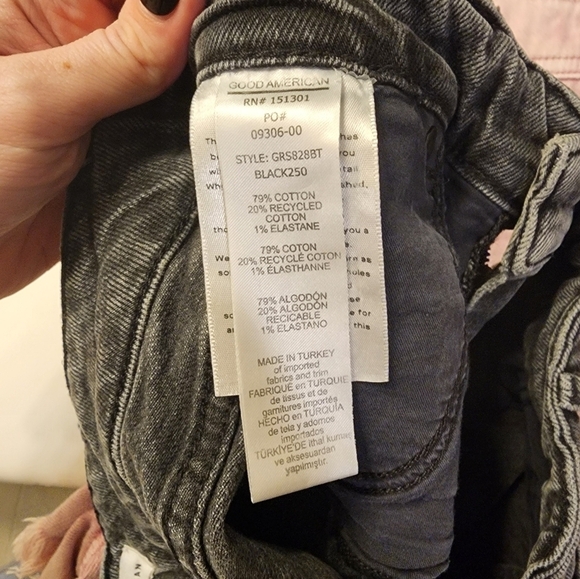 GOOD AMERICAN
RN# 151301
PO#
09306-00
STYLE: GRS828BT
BLACK250
79% COTTON
20% RECYCLED
COTTON
1% ELASTANE
79% COTON
20% RECYCLÉ COTON
1% ÉLASTHANNE
79% ALGODÓN
20% ALGODÓN
RECICABLE
1% ELASTANO
MADE IN TURKEY
of imported
fabrics and trim
FABRIQUÉ en TURQUIE
de tissus et de
garnitures importés
HECHO en TURQUÍA
de tela y adornos
importados
TÜRKİYE'DE ithal kumaş
ve aksesuardan
yapılmıştır.